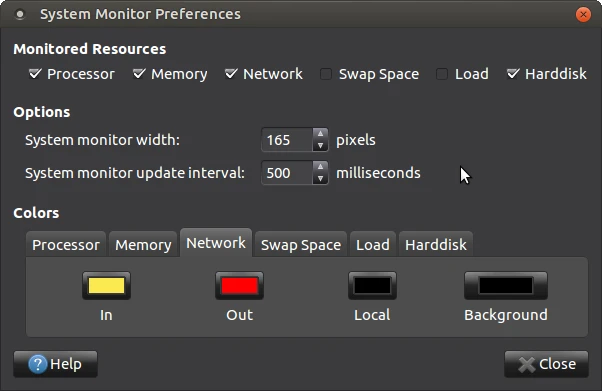 System Monitor Preferences
Monitored Resources
Processor Memory Network Swap Space Load Harddisk
Options
System monitor width: 165 pixels
System monitor update interval: 500 milliseconds
Colors
Processor Memory Network Swap Space Load Harddisk
In Out Local Background
? Help Close